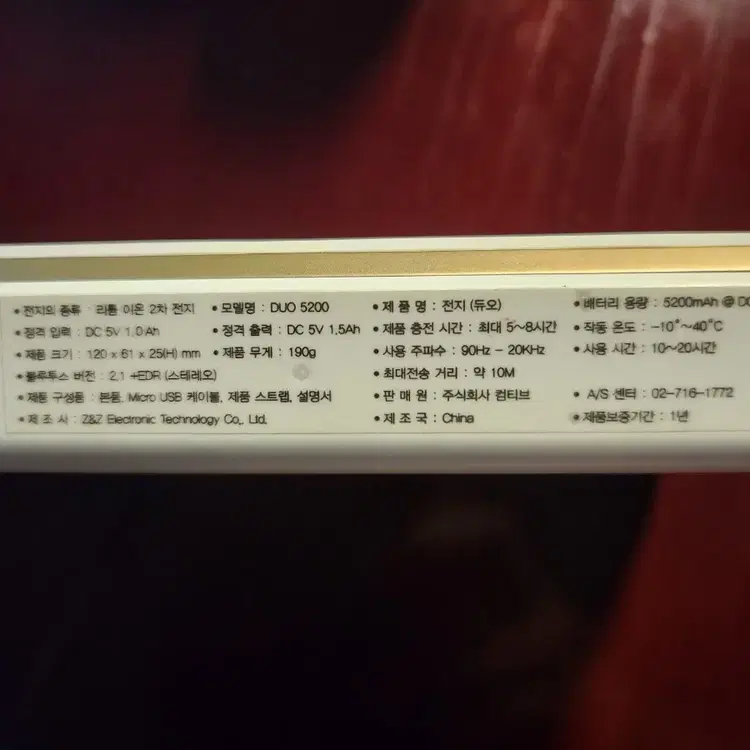 • 전지의 종류 : 리튬 이온 2차 전지 • 모델명 : DUO 5200 • 제 품 명 : 전지 (듀오) • 배터리 용량 : 5200mAh @ DC
• 정격 입력 : DC 5V 1.0 Ah • 정격 출력 : DC 5V 1.5Ah • 제품 충전 시간 : 최대 5~8시간 • 작동 온도 : -10°~40℃
• 제품 크기 : 120 x 61 x 25(H) mm • 제품 무게 : 190g • 사용 주파수 : 90Hz - 20KHz • 사용 시간 : 10~20시간
• 블루투스 버전 : 2.1 +EDR (스테레오) • 최대전송 거리 : 약 10M
• 제품 구성품 : 본품, Micro USB 케이블, 제품 스트랩, 설명서 • 판 매 원 : 주식회사 컴티브 • A/S 센터 : 02-716-1772
• 제 조 사 : Z&Z Electronic Technology Co., Ltd. • 제 조 국 : China • 제품보증기간 : 1년